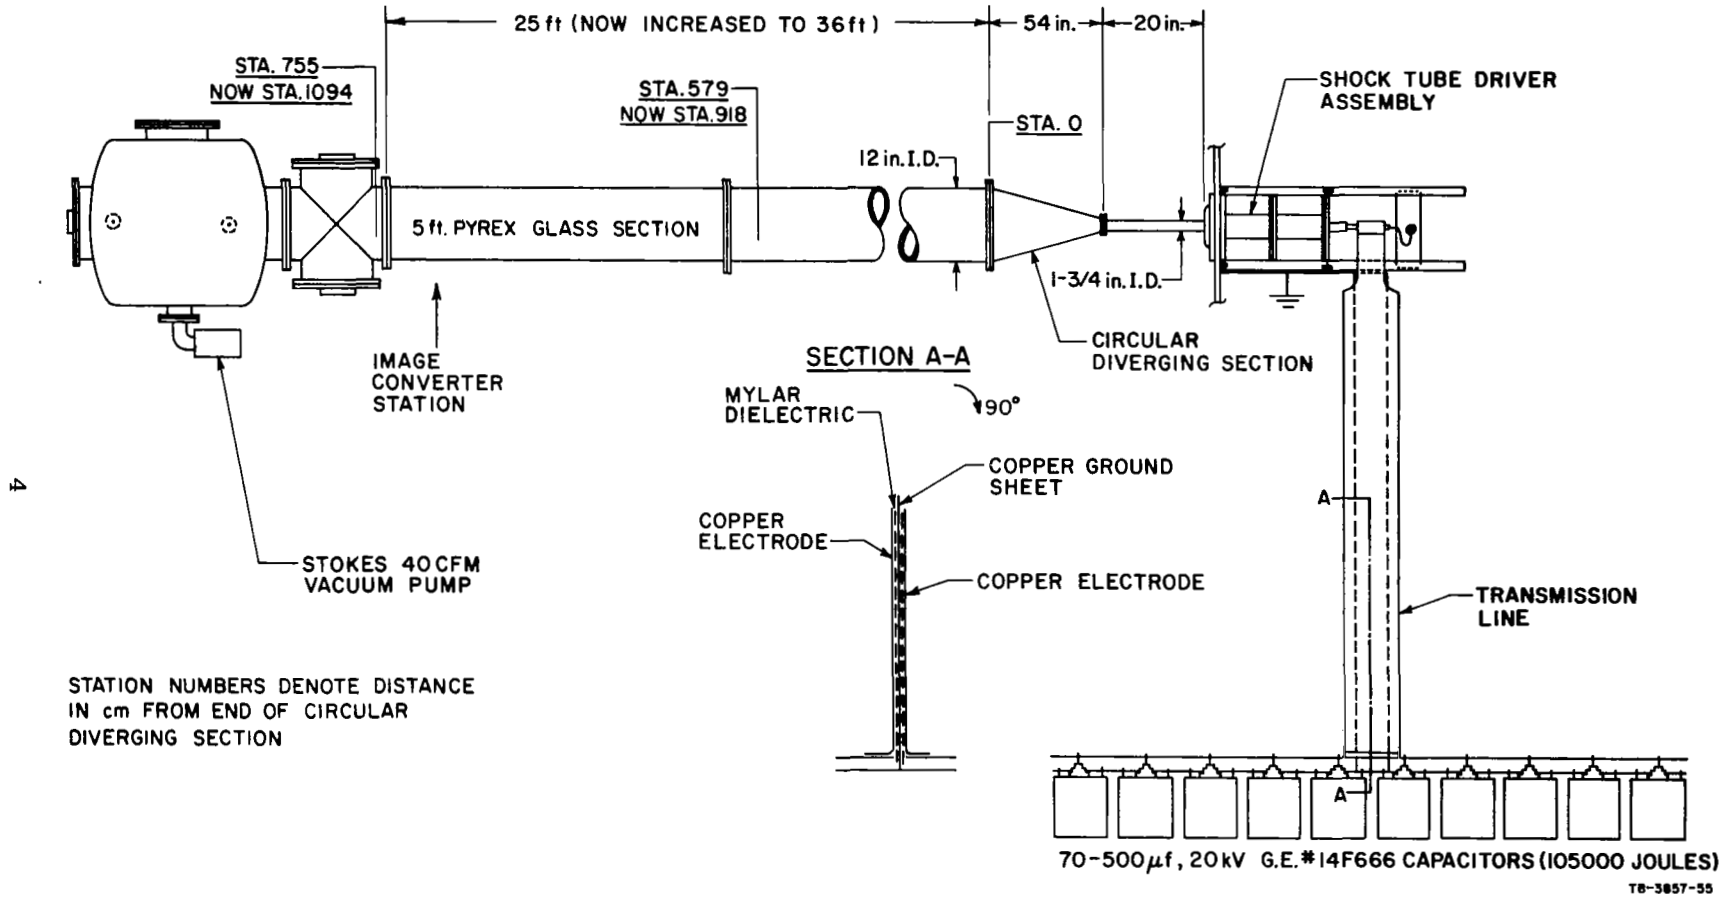 25 ft (NOW INCREASED TO 36 ft)
54 in.
20 in.
STA. 755
NOW STA. 1094
STA. 579
NOW STA. 918
STA. 0
SHOCK TUBE DRIVER
ASSEMBLY
12 in. I.D.
5 ft. PYREX GLASS SECTION
1-3/4 in. I.D.
IMAGE
CONVERTER
STATION
SECTION A-A
90°
CIRCULAR
DIVERGING SECTION
MYLAR
DIELECTRIC
COPPER GROUND
SHEET
COPPER
ELECTRODE
COPPER ELECTRODE
A
4
STOKES 40 CFM
VACUUM PUMP
TRANSMISSION
LINE
STATION NUMBERS DENOTE DISTANCE
IN cm FROM END OF CIRCULAR
DIVERGING SECTION
A
70-500 μf, 20 kV G.E. #14F666 CAPACITORS (105000 JOULES)
TB-3857-55